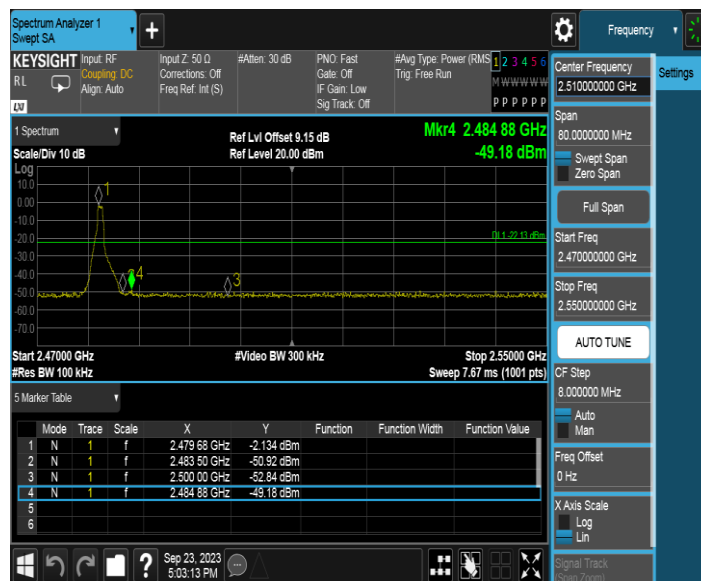 Spectrum Analyzer 1
Swept SA
+
Frequency
KEYSIGHT
RL
LXI
Input: RF
Coupling: DC
Align: Auto
Input Z: 50 Ω
Corrections: Off
Freq Ref: Int (S)
#Atten: 30 dB
PNO: Fast
Gate: Off
IF Gain: Low
Sig Track: Off
#Avg Type: Power (RMS
Trig: Free Run
1 2 3 4 5 6
M W W W W W
P P P P P P
1 Spectrum
Scale/Div 10 dB
Ref Lvl Offset 9.15 dB
Ref Level 20.00 dBm
Mkr4 2.484 88 GHz
-49.18 dBm
Log
10.0
0.00
-10.0
-20.0
-30.0
-40.0
-50.0
-60.0
-70.0
1
4
3
DL1 -22.13 dBm
Start 2.47000 GHz
#Res BW 100 kHz
#Video BW 300 kHz
Stop 2.55000 GHz
Sweep 7.67 ms (1001 pts)
5 Marker Table
Mode Trace Scale X Y Function Function Width Function Value
1 N 1 f 2.479 68 GHz -2.134 dBm
2 N 1 f 2.483 50 GHz -50.92 dBm
3 N 1 f 2.500 00 GHz -52.84 dBm
4 N 1 f 2.484 88 GHz -49.18 dBm
5
6
?
Sep 23, 2023
5:03:13 PM
Center Frequency
2.510000000 GHz
Span
80.0000000 MHz
Swept Span
Zero Span
Full Span
Start Freq
2.470000000 GHz
Stop Freq
2.550000000 GHz
AUTO TUNE
CF Step
8.000000 MHz
Auto
Man
Freq Offset
0 Hz
X Axis Scale
Log
Lin
Signal Track
(Span Zoom)
Settings